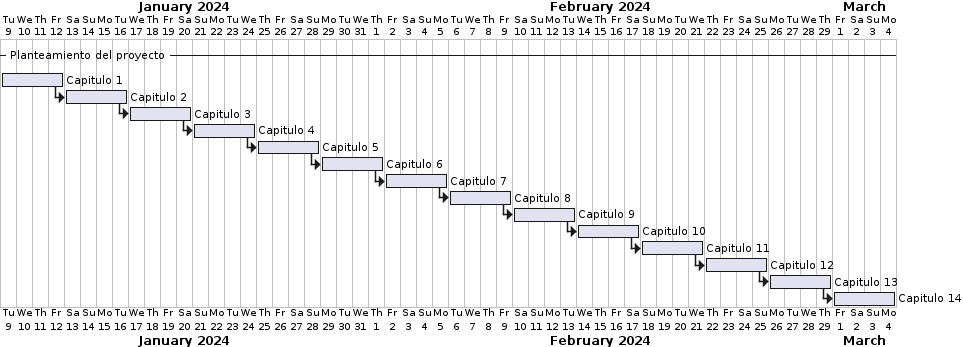 January 2024 February 2024 March
Tu We Th Fr Sa Su Mo Tu We Th Fr Sa Su Mo Tu We Th Fr Sa Su Mo Tu We Th Fr Sa Su Mo Tu We Th Fr Sa Su Mo Tu We Th Fr Sa Su Mo Tu We Th Fr Sa Su Mo Tu We Th Fr Sa Su Mo
9 10 11 12 13 14 15 16 17 18 19 20 21 22 23 24 25 26 27 28 29 30 31 1 2 3 4 5 6 7 8 9 10 11 12 13 14 15 16 17 18 19 20 21 22 23 24 25 26 27 28 29 1 2 3 4
Planteamiento del proyecto
Capitulo 1
Capitulo 2
Capitulo 3
Capitulo 4
Capitulo 5
Capitulo 6
Capitulo 7
Capitulo 8
Capitulo 9
Capitulo 10
Capitulo 11
Capitulo 12
Capitulo 13
Capitulo 14
Tu We Th Fr Sa Su Mo Tu We Th Fr Sa Su Mo Tu We Th Fr Sa Su Mo Tu We Th Fr Sa Su Mo Tu We Th Fr Sa Su Mo Tu We Th Fr Sa Su Mo Tu We Th Fr Sa Su Mo Tu We Th Fr Sa Su Mo
9 10 11 12 13 14 15 16 17 18 19 20 21 22 23 24 25 26 27 28 29 30 31 1 2 3 4 5 6 7 8 9 10 11 12 13 14 15 16 17 18 19 20 21 22 23 24 25 26 27 28 29 1 2 3 4
January 2024 February 2024 March